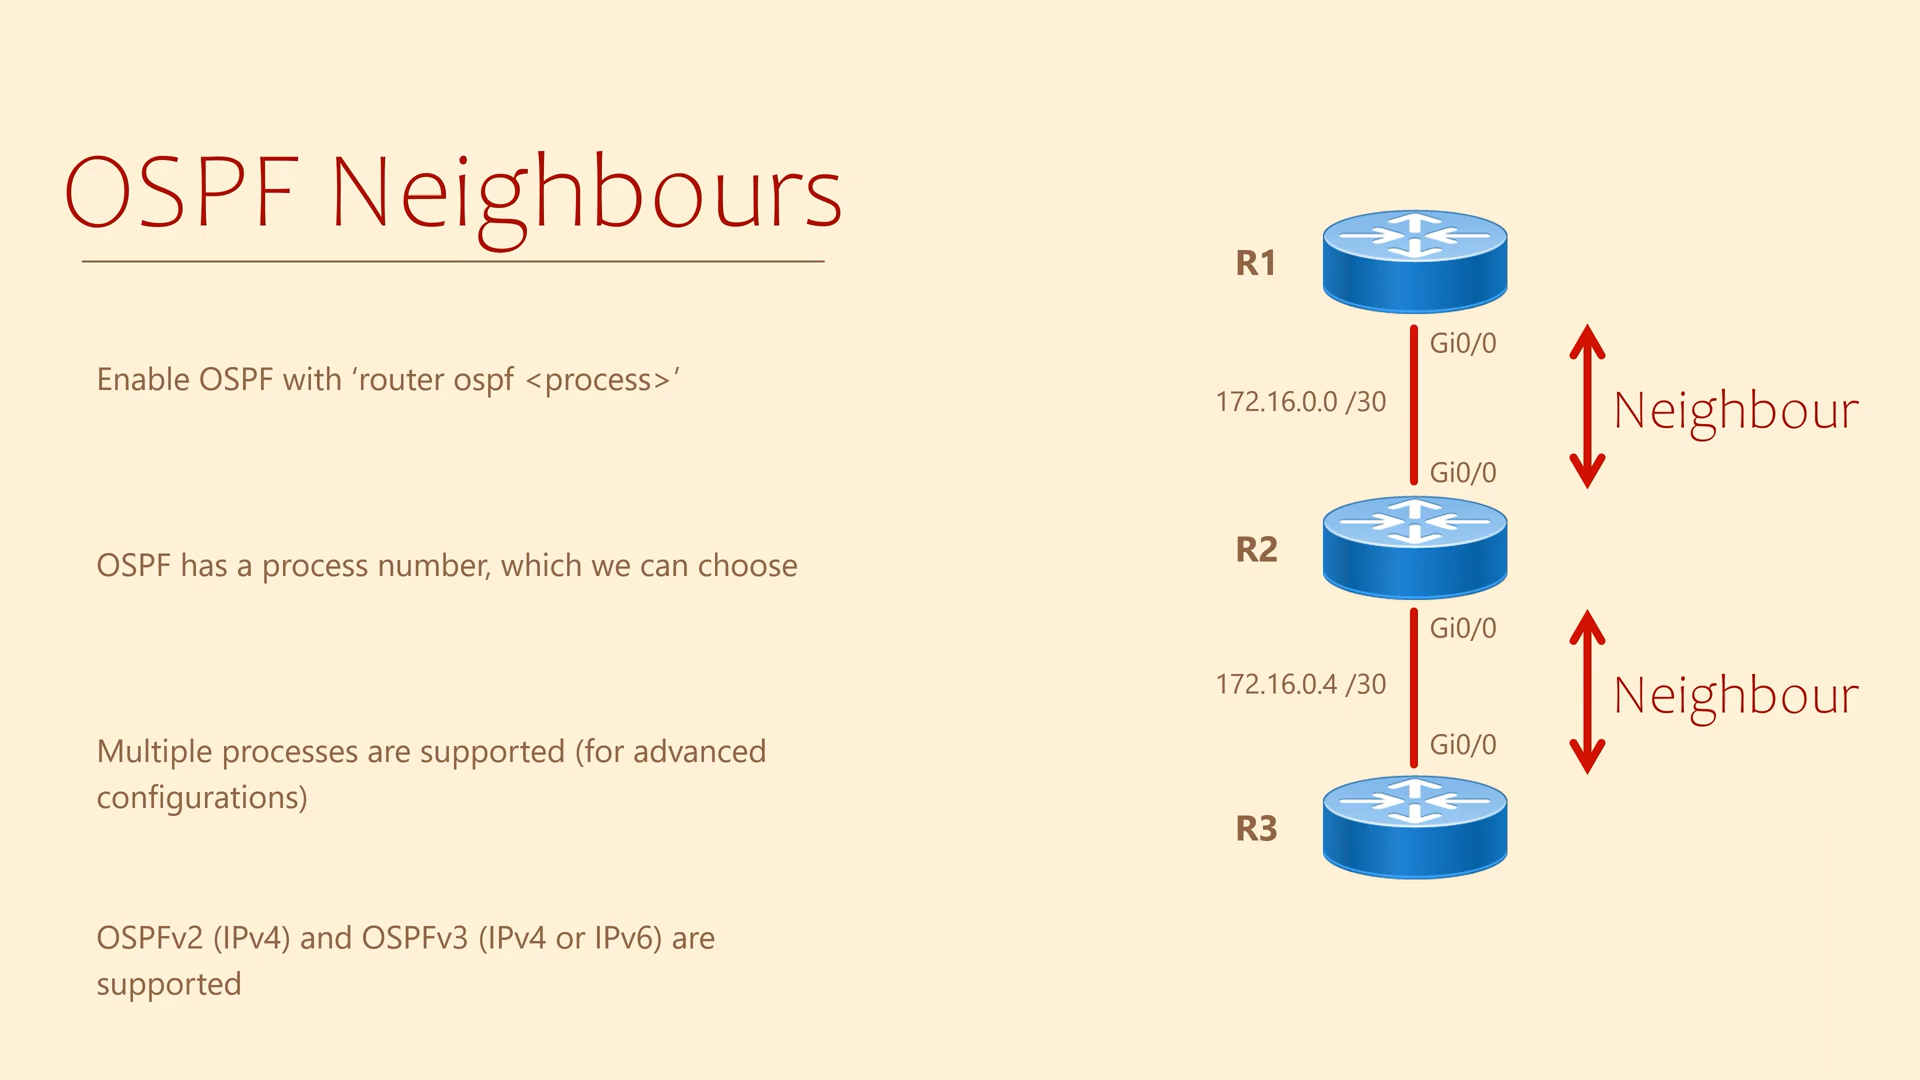 OSPF Neighbours
Enable OSPF with ‘router ospf <process>’
OSPF has a process number, which we can choose
Multiple processes are supported (for advanced
configurations)
OSPFv2 (IPv4) and OSPFv3 (IPv4 or IPv6) are
supported
R1
Gi0/0
172.16.0.0 /30
Neighbour
Gi0/0
R2
Gi0/0
172.16.0.4 /30
Neighbour
Gi0/0
R3